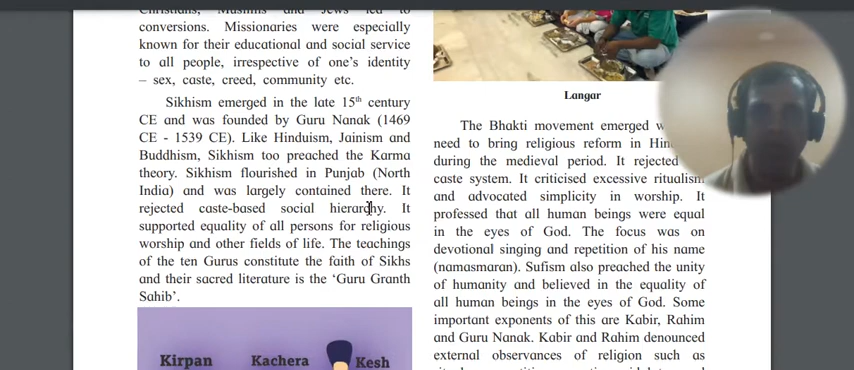 Christians, Muslims and Jews led to
conversions. Missionaries were especially
known for their educational and social service
to all people, irrespective of one's identity
– sex, caste, creed, community etc.
Sikhism emerged in the late 15th century
CE and was founded by Guru Nanak (1469
CE - 1539 CE). Like Hinduism, Jainism and
Buddhism, Sikhism too preached the Karma
theory. Sikhism flourished in Punjab (North
India) and was largely contained there. It
rejected caste-based social hierarchy. It
supported equality of all persons for religious
worship and other fields of life. The teachings
of the ten Gurus constitute the faith of Sikhs
and their sacred literature is the 'Guru Granth
Sahib'.
Kirpan
Kachera
Kesh
Langar
The Bhakti movement emerged
need to bring religious reform in
during the medieval period. It rejected
caste system. It criticised excessive ritualism
and advocated simplicity in worship. It
professed that all human beings were equal
in the eyes of God. The focus was on
devotional singing and repetition of his name
(namasmaran). Sufism also preached the unity
of humanity and believed in the equality of
all human beings in the eyes of God. Some
important exponents of this are Kabir, Rahim
and Guru Nanak. Kabir and Rahim denounced
external observances of religion such as